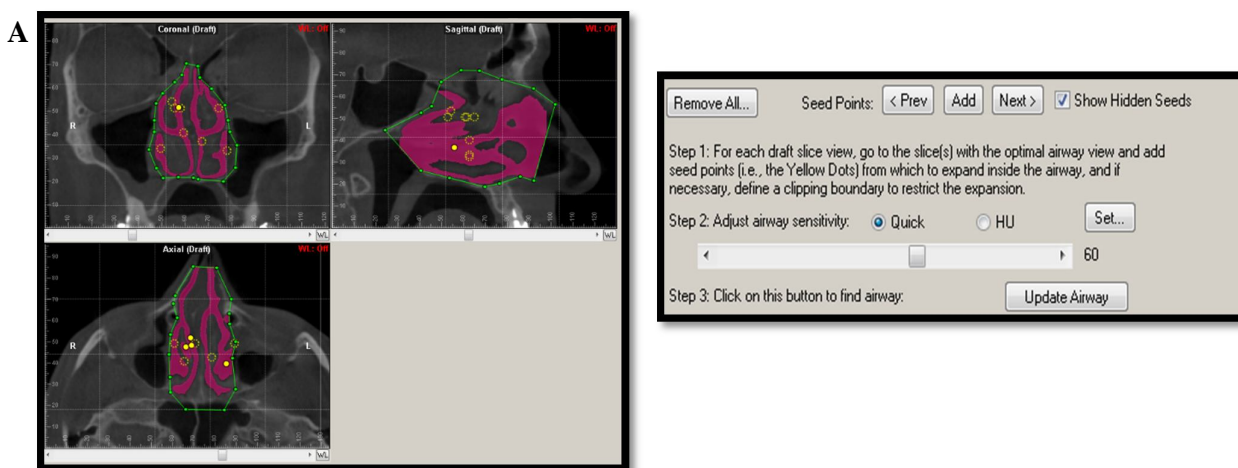 A
Coronal (Draft)
WL: Off
R
L
WL
Sagittal (Draft)
WL: Off
WL
Axial (Draft)
WL: Off
R
L
WL
Remove All...
Seed Points:
< Prev
Add
Next >
Show Hidden Seeds
Step 1: For each draft slice view, go to the slice(s) with the optimal airway view and add
seed points (i.e., the Yellow Dots) from which to expand inside the airway, and if
necessary, define a clipping boundary to restrict the expansion.
Step 2: Adjust airway sensitivity:
Quick
HU
Set...
60
Step 3: Click on this button to find airway:
Update Airway